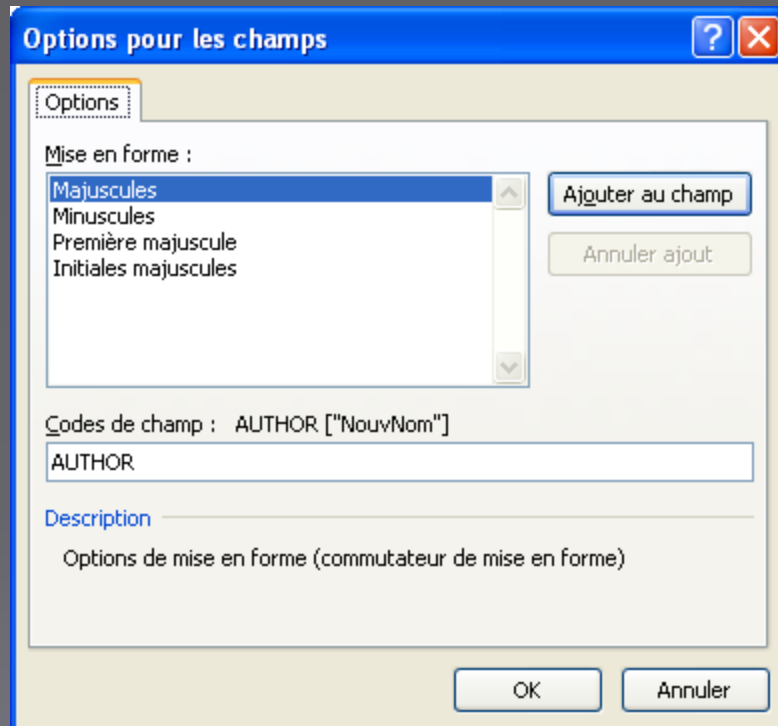 Options pour les champs
Options
Mise en forme :
Majuscules
Minuscules
Première majuscule
Initiales majuscules
Ajouter au champ
Annuler ajout
Codes de champ : AUTHOR ["NouvNom"]
AUTHOR
Description
Options de mise en forme (commutateur de mise en forme)
OK
Annuler